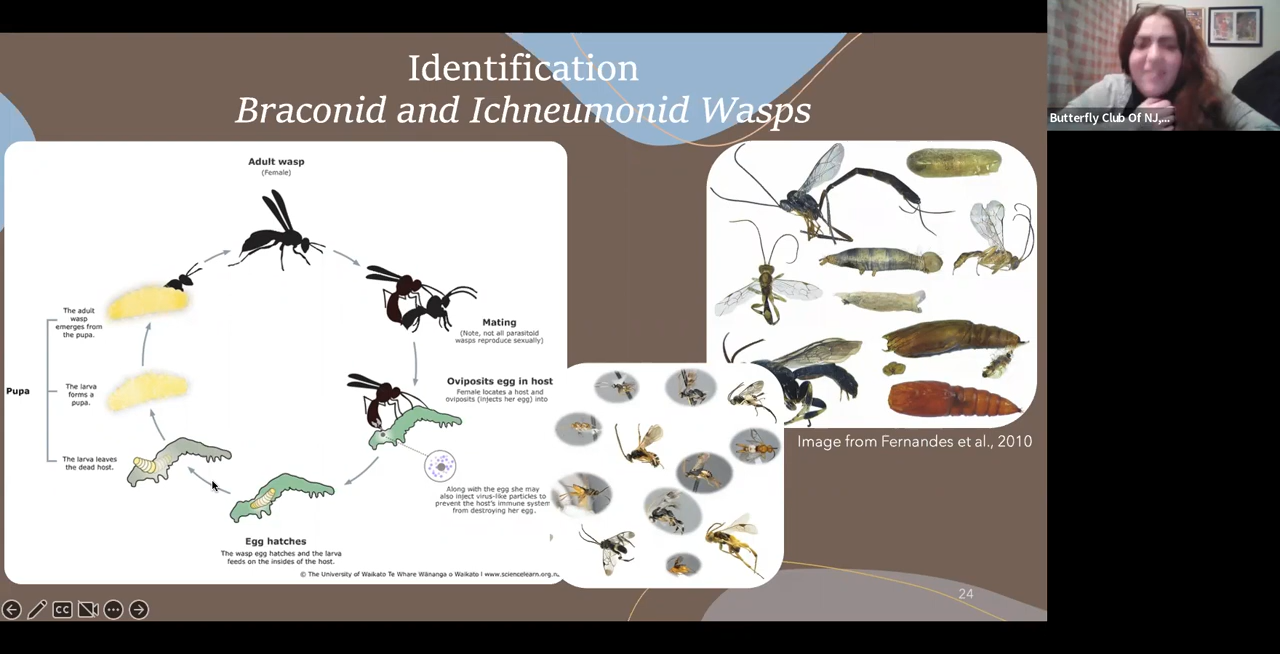 Identification
Braconid and Ichneumonid Wasps
Butterfly Club Of NJ,...
Adult wasp
(Female)
Mating
(Note, not all parasitoid
wasps reproduce sexually)
Oviposits egg in host
Female locates a host and
oviposits (injects her egg) into
Along with the egg she may
also inject virus-like particles to
prevent the host's immune system
from destroying her egg.
Egg hatches
The wasp egg hatches and the larva
feeds on the insides of the host.
The larva leaves
the dead host.
Pupa
The larva
forms a
pupa.
The adult
wasp
emerges from
the pupa.
© The University of Waikato Te Whare Wānanga o Waikato | www.sciencelearn.org.n
Image from Fernandes et al., 2010
24
CC